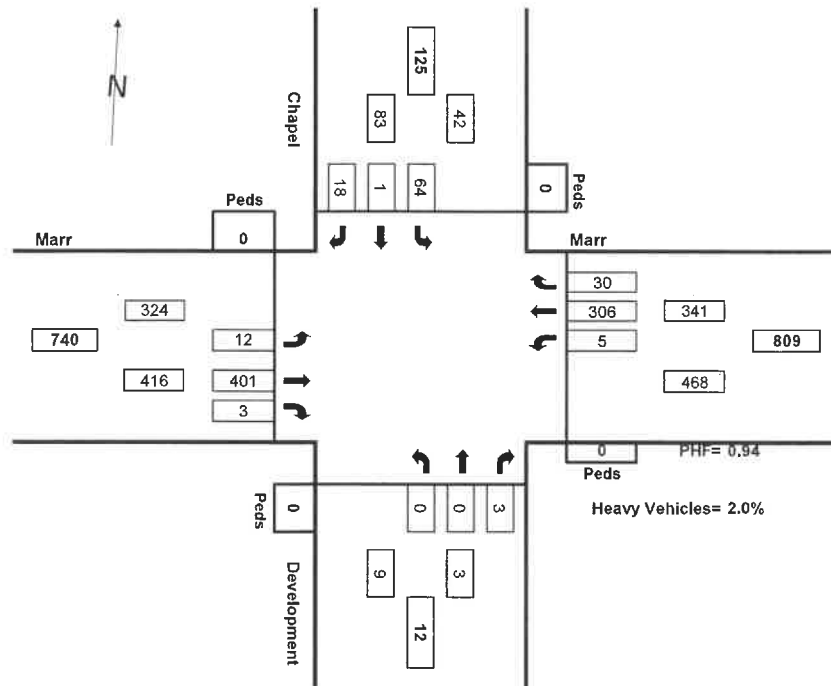 N
125
Chapel
83
42
18
1
64
0
Peds
Peds
0
Marr
Marr
30
324
306
341
740
12
5
809
416
401
468
3
0
PHF= 0.94
Peds
Peds
0
0
0
3
Heavy Vehicles= 2.0%
Development
9
3
12